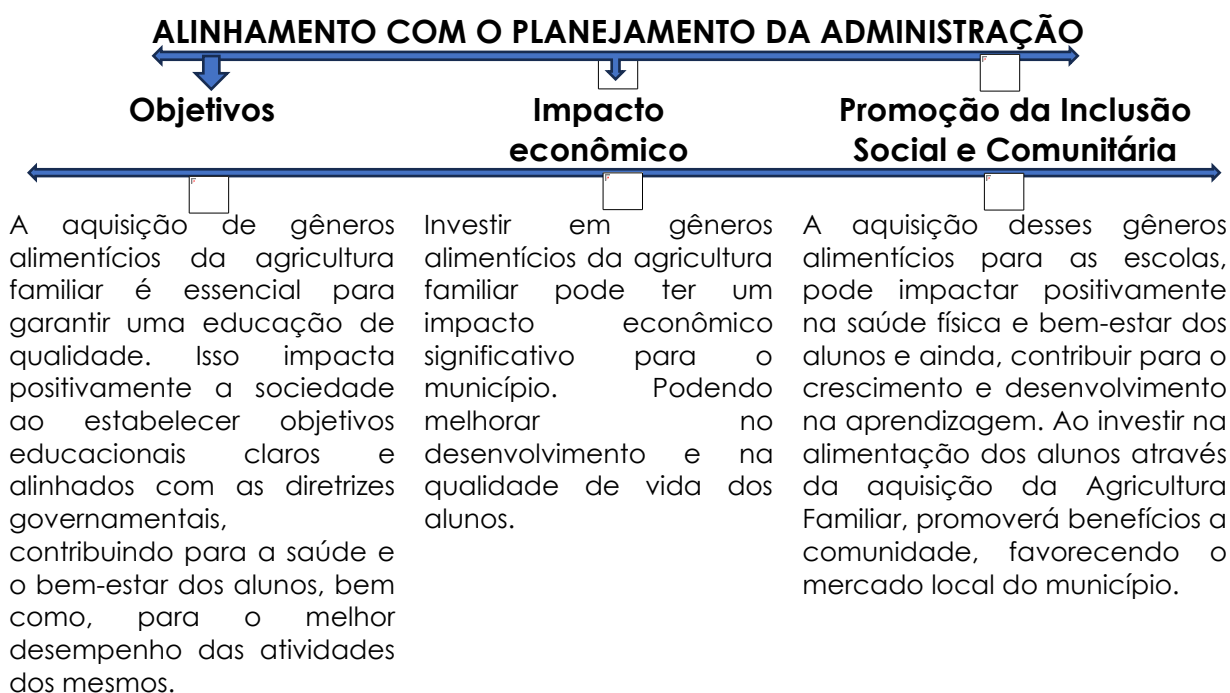 ALINHAMENTO COM O PLANEJAMENTO DA ADMINISTRAÇÃO
Objetivos
Impacto
econômico
Promoção da Inclusão
Social e Comunitária
A aquisição de gêneros
alimentícios da agricultura
familiar é essencial para
garantir uma educação de
qualidade. Isso impacta
positivamente a sociedade
ao estabelecer objetivos
educacionais claros e
alinhados com as diretrizes
governamentais,
contribuindo para a saúde e
o bem-estar dos alunos, bem
como, para o melhor
desempenho das atividades
dos mesmos.
Investir em gêneros
alimentícios da agricultura
familiar pode ter um
impacto econômico
significativo para o
município. Podendo
melhorar no
desenvolvimento e na
qualidade de vida dos
alunos.
A aquisição desses gêneros
alimentícios para as escolas,
pode impactar positivamente
na saúde física e bem-estar dos
alunos e ainda, contribuir para o
crescimento e desenvolvimento
na aprendizagem. Ao investir na
alimentação dos alunos através
da aquisição da Agricultura
Familiar, promoverá benefícios a
comunidade, favorecendo o
mercado local do município.